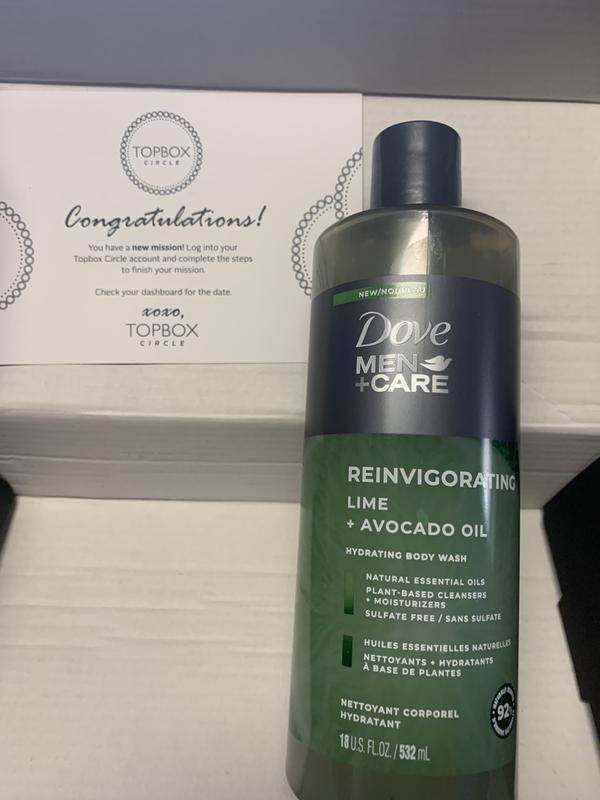 TOPBOX
CIRCLE
Congratulations!
You have a new mission! Log into your
Topbox Circle account and complete the steps
to finish your mission.
Check your dashboard for the date.
xoxo,
TOPBOX
CIRCLE
NEW/NOUVEAU
Dove
MEN
+CARE
REINVIGORATING
LIME
+ AVOCADO OIL
HYDRATING BODY WASH
NATURAL ESSENTIAL OILS
PLANT-BASED CLEANSERS
+ MOISTURIZERS
SULFATE FREE / SANS SULFATE
HUILES ESSENTIELLES NATURELLES
NETTOYANTS + HYDRATANTS
À BASE DE PLANTES
NETTOYANT CORPOREL
HYDRATANT
92%
18 U.S. FL.OZ. / 532 mL